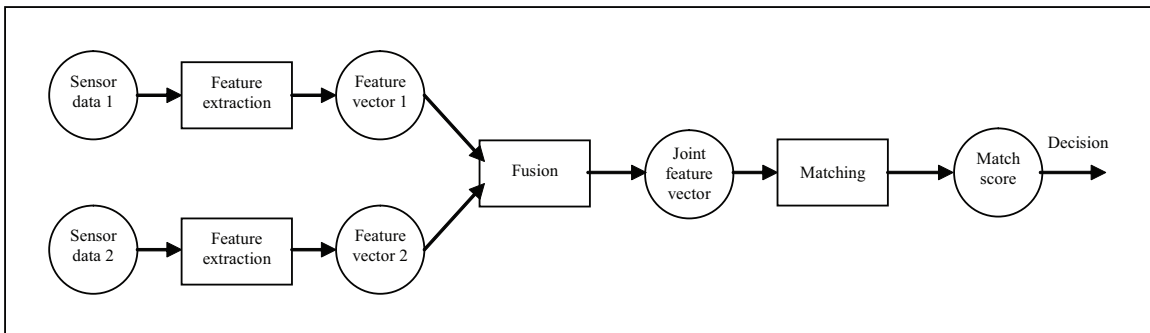 Sensor
data 1
Feature
extraction
Feature
vector 1
Sensor
data 2
Feature
extraction
Feature
vector 2
Fusion
Joint
feature
vector
Matching
Match
score
Decision